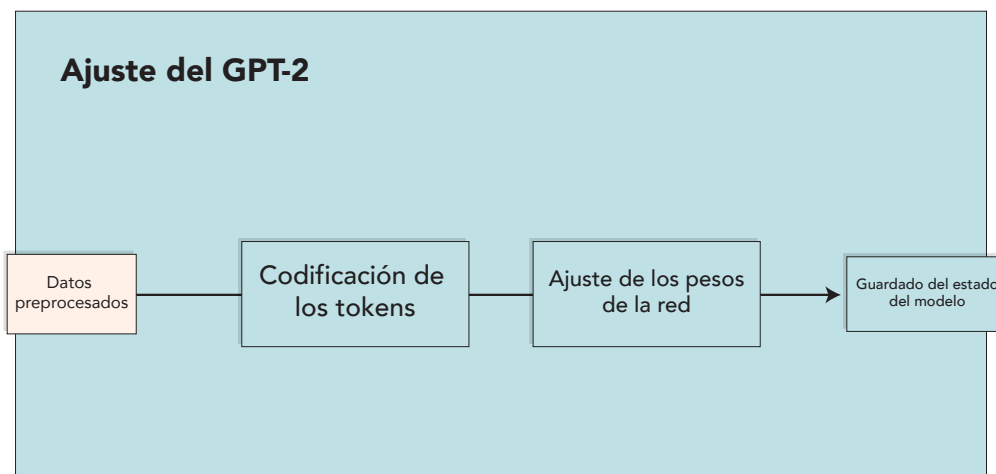 Ajuste del GPT-2
Datos
preprocesados
Codificación de
los tokens
Ajuste de los pesos
de la red
Guardado del estado
del modelo